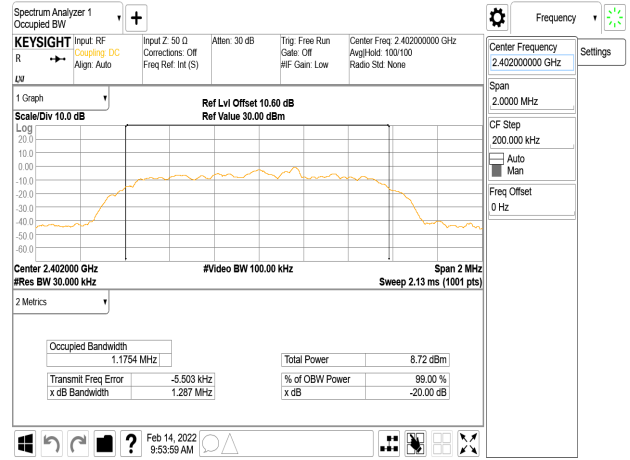 Spectrum Analyzer 1
Occupied BW
Frequency
KEYSIGHT
R
Input: RF
Coupling: DC
Align: Auto
Input Z: 50 Ω
Corrections: Off
Freq Ref: Int (S)
Atten: 30 dB
Trig: Free Run
Gate: Off
#IF Gain: Low
Center Freq: 2.402000000 GHz
Avg|Hold: 100/100
Radio Std: None
Center Frequency
2.402000000 GHz
Settings
Span
2.0000 MHz
CF Step
200.000 kHz
Auto
Man
Freq Offset
0 Hz
1 Graph
Scale/Div 10.0 dB
Ref Lvl Offset 10.60 dB
Ref Value 30.00 dBm
Log
20.0
10.0
0.00
-10.0
-20.0
-30.0
-40.0
-50.0
-60.0
Center 2.402000 GHz
#Video BW 100.00 kHz
Span 2 MHz
#Res BW 30.000 kHz
Sweep 2.13 ms (1001 pts)
2 Metrics
Occupied Bandwidth
1.1754 MHz
Total Power 8.72 dBm
Transmit Freq Error -5.503 kHz
% of OBW Power 99.00 %
x dB Bandwidth 1.287 MHz
x dB -20.00 dB
Feb 14, 2022
9:53:59 AM